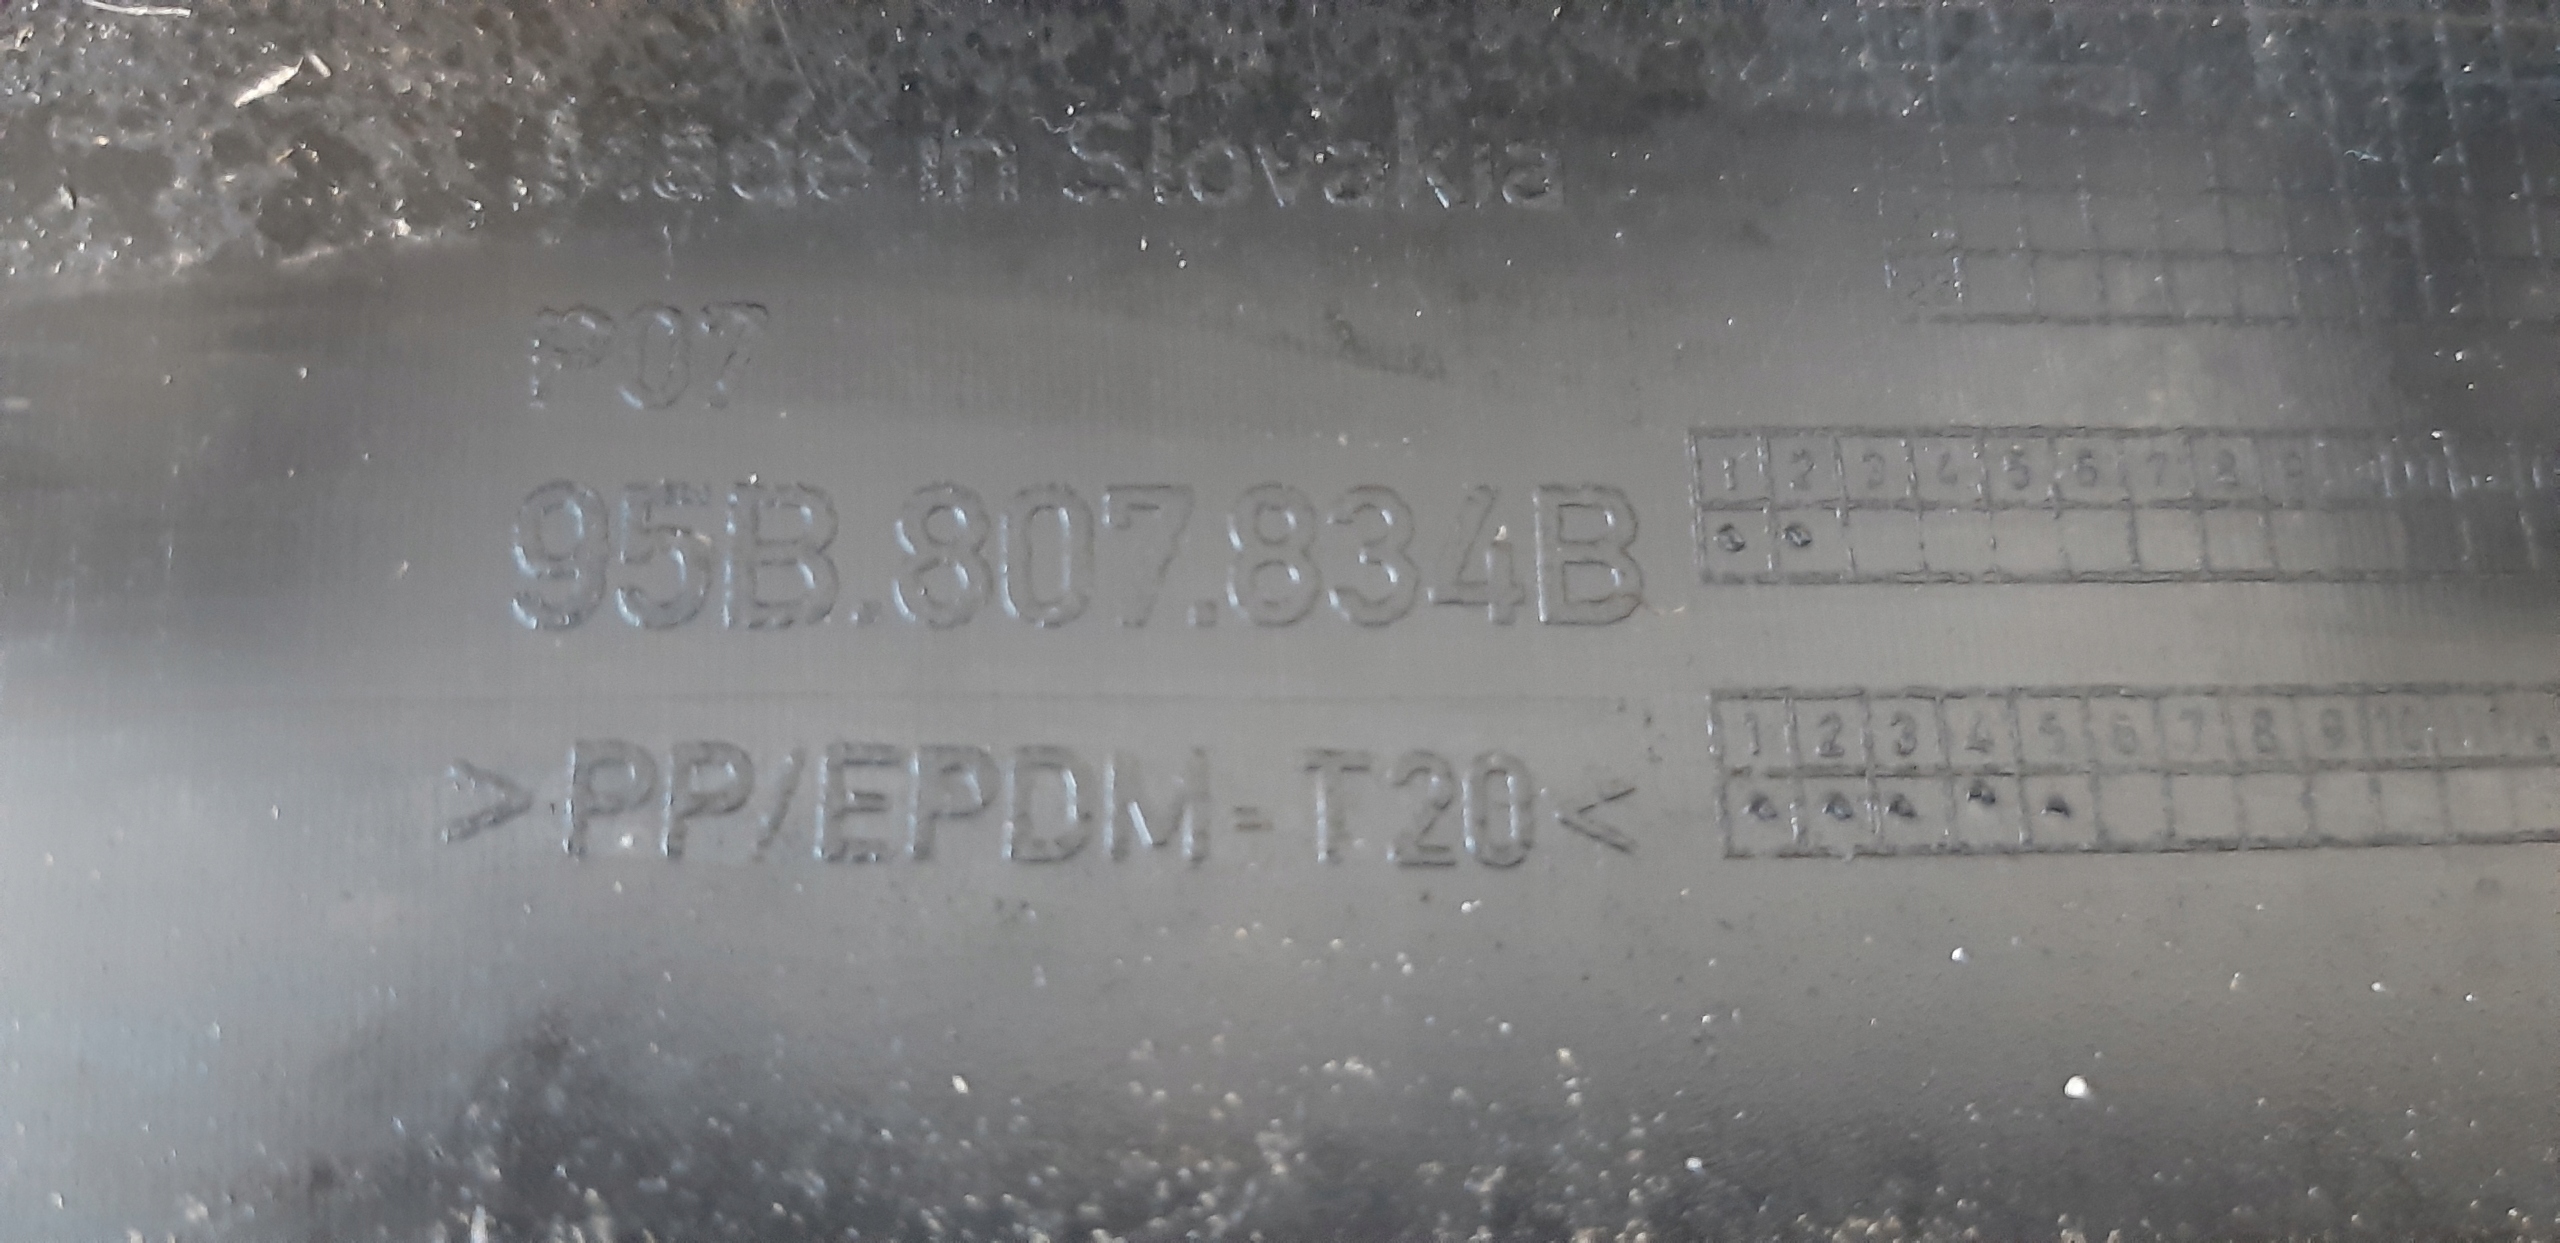 Made in Slovakia
P07
95B.807.834B
1 2 3 4 5 6 7 8 9
>PP/EPDM-T20<
1 2 3 4 5 6 7 8 9 10